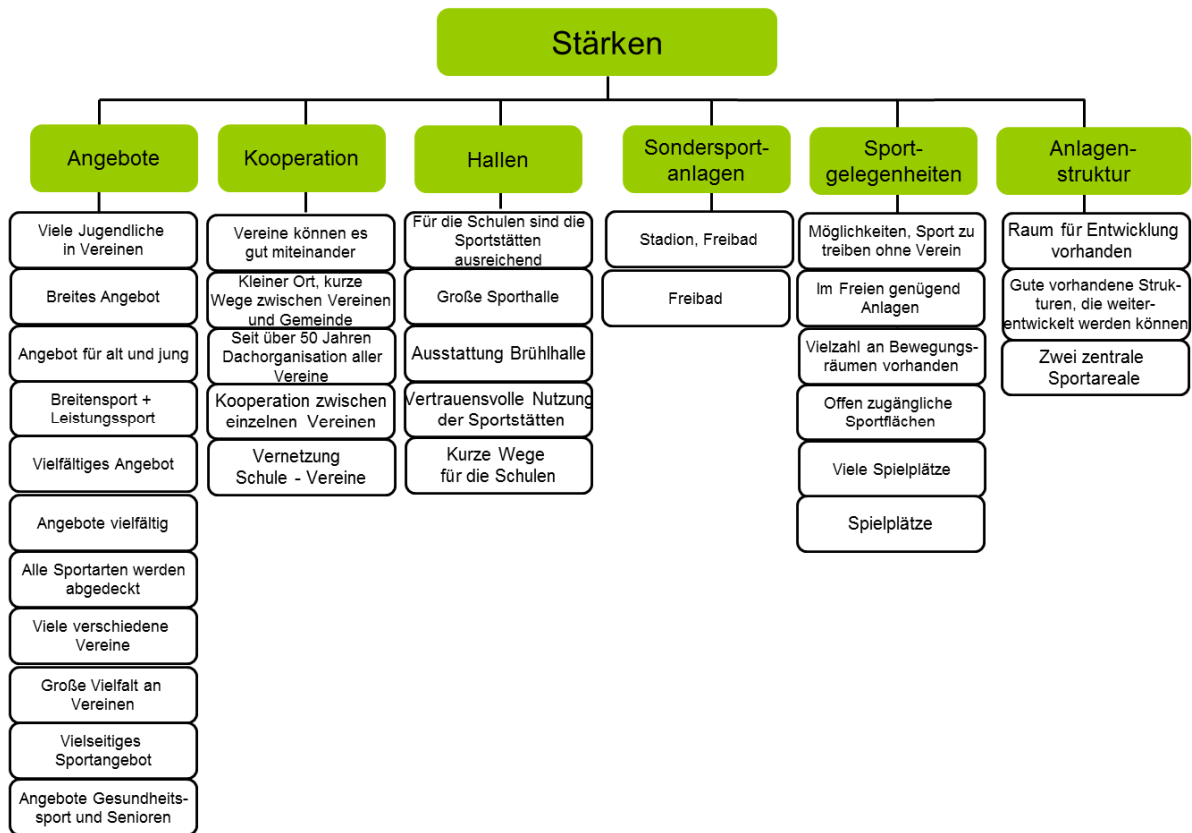 Stärken
Angebote
Viele Jugendliche
in Vereinen
Breites Angebot
Angebot für alt und jung
Breitensport +
Leistungssport
Vielfältiges Angebot
Angebote vielfältig
Alle Sportarten werden
abgedeckt
Viele verschiedene
Vereine
Große Vielfalt an
Vereinen
Vielseitiges
Sportangebot
Angebote Gesundheits-
sport und Senioren
Kooperation
Vereine können es
gut miteinander
Kleiner Ort, kurze
Wege zwischen Vereinen
und Gemeinde
Seit über 50 Jahren
Dachorganisation aller
Vereine
Kooperation zwischen
einzelnen Vereinen
Vernetzung
Schule - Vereine
Hallen
Für die Schulen sind die
Sportstätten
ausreichend
Große Sporthalle
Ausstattung Brühlhalle
Vertrauensvolle Nutzung
der Sportstätten
Kurze Wege
für die Schulen
Sondersport-
anlagen
Stadion, Freibad
Freibad
Sport-
gelegenheiten
Möglichkeiten, Sport zu
treiben ohne Verein
Im Freien genügend
Anlagen
Vielzahl an Bewegungs-
räumen vorhanden
Offen zugängliche
Sportflächen
Viele Spielplätze
Spielplätze
Anlagen-
struktur
Raum für Entwicklung
vorhanden
Gute vorhandene Struk-
turen, die weiter-
entwickelt werden können
Zwei zentrale
Sportareale